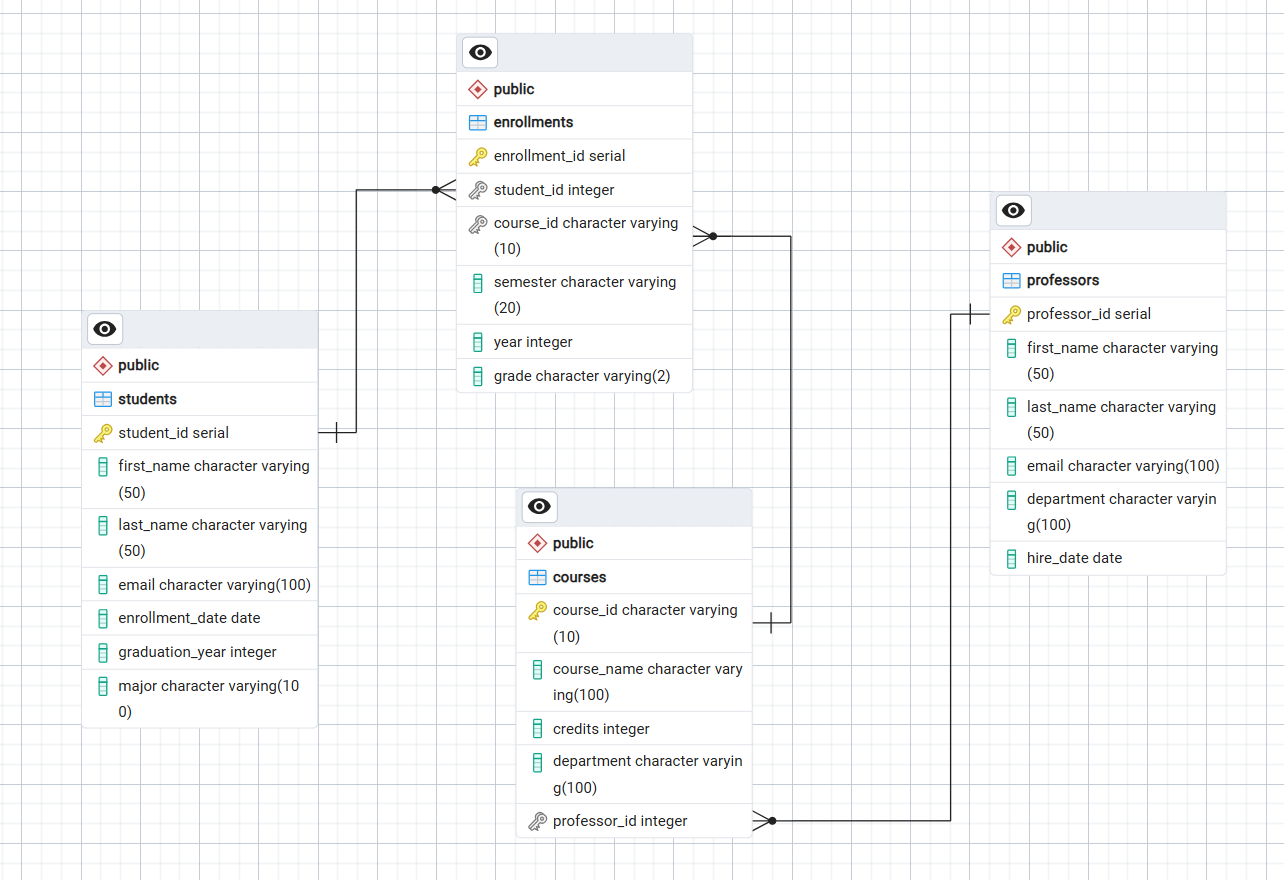 public
enrollments
enrollment_id serial
student_id integer
course_id character varying
(10)
semester character varying
(20)
year integer
grade character varying(2)
public
students
student_id serial
first_name character varying
(50)
last_name character varying
(50)
email character varying(100)
enrollment_date date
graduation_year integer
major character varying(10
0)
public
courses
course_id character varying
(10)
course_name character vary
ing(100)
credits integer
department character varyin
g(100)
professor_id integer
public
professors
professor_id serial
first_name character varying
(50)
last_name character varying
(50)
email character varying(100)
department character varyin
g(100)
hire_date date